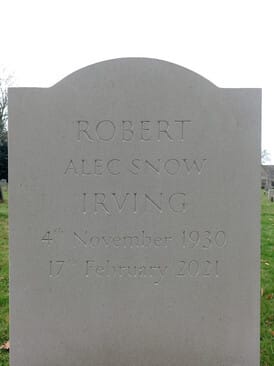 ROBERT
ALEC SNOW
IRVING
4th November 1930
17th February 2021